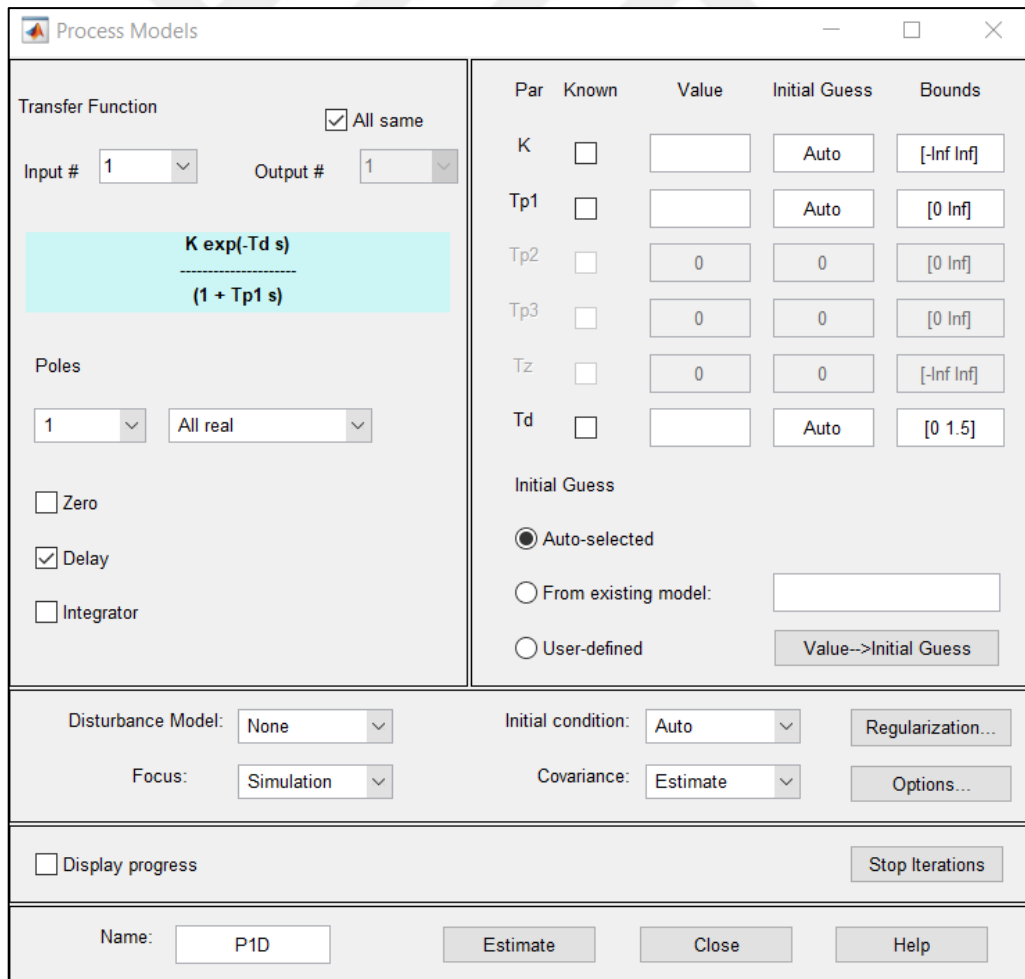 Process Models
Transfer Function
All same
Input # 1 Output # 1
K exp(-Td s)
---------------------
(1 + Tp1 s)
Poles
1 All real
Zero
Delay
Integrator
Par Known Value Initial Guess Bounds
K Auto [-Inf Inf]
Tp1 Auto [0 Inf]
Tp2 0 0 [0 Inf]
Tp3 0 0 [0 Inf]
Tz 0 0 [-Inf Inf]
Td Auto [0 1.5]
Initial Guess
Auto-selected
From existing model:
User-defined Value-->Initial Guess
Disturbance Model: None Initial condition: Auto Regularization...
Focus: Simulation Covariance: Estimate Options...
Display progress Stop Iterations
Name: P1D Estimate Close Help